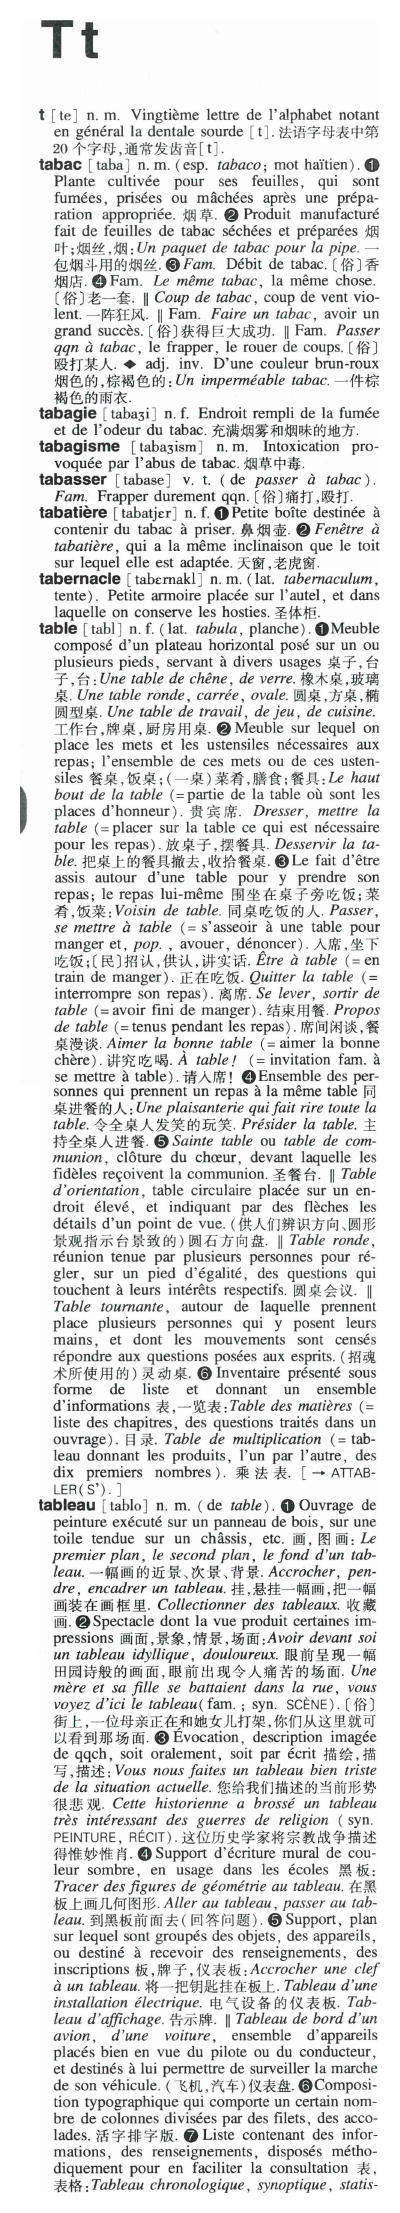 Tt
t [te] n. m. Vingtième lettre de l'alphabet notant
en général la dentale sourde [t]. 法语字母表中第
20 个字母,通常发齿音[t].
tabac [taba] n. m. (esp. tabaco; mot haïtien). ❶
Plante cultivée pour ses feuilles, qui sont
fumées, prisées ou mâchées après une prépa-
ration appropriée. 烟草. ❷ Produit manufacturé
fait de feuilles de tabac séchées et préparées 烟
叶;烟丝,烟:Un paquet de tabac pour la pipe. 一
包烟斗用的烟丝. ❸ Fam. Débit de tabac. [俗]香
烟店. ❹ Fam. Le même tabac, la même chose.
[俗]老一套. ‖ Coup de tabac, coup de vent vio-
lent. 一阵狂风. ‖ Fam. Faire un tabac, avoir un
grand succès. [俗]获得巨大成功. ‖ Fam. Passer
qqn à tabac, le frapper, le rouer de coups. [俗]
殴打某人. ◆ adj. inv. D'une couleur brun-roux
烟色的,棕褐色的:Un imperméable tabac. 一件棕
褐色的雨衣.
tabagie [tabaʒi] n. f. Endroit rempli de la fumée
et de l'odeur du tabac. 充满烟雾和烟味的地方.
tabagisme [tabaʒism] n. m. Intoxication pro-
voquée par l'abus de tabac. 烟草中毒.
tabasser [tabase] v. t. (de passer à tabac).
Fam. Frapper durement qqn. [俗]痛打,殴打.
tabatière [tabatjɛr] n. f. ❶ Petite boîte destinée à
contenir du tabac à priser. 鼻烟壶. ❷ Fenêtre à
tabatière, qui a la même inclinaison que le toit
sur lequel elle est adaptée. 天窗,老虎窗.
tabernacle [tabɛrnakl] n. m. (lat. tabernaculum,
tente). Petite armoire placée sur l'autel, et dans
laquelle on conserve les hosties. 圣体柜.
table [tabl] n. f. (lat. tabula, planche). ❶Meuble
composé d'un plateau horizontal posé sur un ou
plusieurs pieds, servant à divers usages 桌子,台
子,台:Une table de chêne, de verre. 橡木桌,玻璃
桌. Une table ronde, carrée, ovale. 圆桌,方桌,椭
圆型桌. Une table de travail, de jeu, de cuisine.
工作台,牌桌,厨房用桌. ❷ Meuble sur lequel on
place les mets et les ustensiles nécessaires aux
repas; l'ensemble de ces mets ou de ces usten-
siles 餐桌,饭桌;(一桌)菜肴,膳食;餐具:Le haut
bout de la table (=partie de la table où sont les
places d'honneur). 贵宾席. Dresser, mettre la
table (=placer sur la table ce qui est nécessaire
pour les repas). 放桌子,摆餐具. Desservir la ta-
ble. 把桌上的餐具撤去,收拾餐桌. ❸ Le fait d'être
assis autour d'une table pour y prendre son
repas; le repas lui-même 围坐在桌子旁吃饭;菜
肴,饭菜:Voisin de table. 同桌吃饭的人. Passer,
se mettre à table (= s'asseoir à une table pour
manger et, pop. , avouer, dénoncer). 入席,坐下
吃饭;[民]招认,供认,讲实话. Être à table (=en
train de manger). 正在吃饭. Quitter la table (=
interrompre son repas). 离席. Se lever, sortir de
table (=avoir fini de manger). 结束用餐. Propos
de table (=tenus pendant les repas). 席间闲谈,餐
桌漫谈. Aimer la bonne table (=aimer la bonne
chère). 讲究吃喝. À table! (=invitation fam. à
se mettre à table). 请入席! ❹Ensemble des per-
sonnes qui prennent un repas à la même table 同
桌进餐的人:Une plaisanterie qui fait rire toute la
table. 令全桌人发笑的玩笑. Présider la table. 主
持全桌人进餐. ❺ Sainte table ou table de com-
munion, clôture du chœur, devant laquelle les
fidèles reçoivent la communion. 圣餐台. ‖ Table
d'orientation, table circulaire placée sur un en-
droit élevé, et indiquant par des flèches les
détails d'un point de vue. (供人们辨识方向、圆形
景观指示台景致的)圆石方向盘. ‖ Table ronde,
réunion tenue par plusieurs personnes pour ré-
gler, sur un pied d'égalité, des questions qui
touchent à leurs intérêts respectifs. 圆桌会议. ‖
Table tournante, autour de laquelle prennent
place plusieurs personnes qui y posent leurs
mains, et dont les mouvements sont censés
répondre aux questions posées aux esprits. (招魂
术所使用的)灵动桌. ❻ Inventaire présenté sous
forme de liste et donnant un ensemble
d'informations 表,一览表:Table des matières (=
liste des chapitres, des questions traités dans un
ouvrage). 目录. Table de multiplication (= tab-
leau donnant les produits, l'un par l'autre, des
dix premiers nombres). 乘法表. [→ ATTAB-
LER(S'). ]
tableau [tablo] n. m. (de table). ❶ Ouvrage de
peinture exécuté sur un panneau de bois, sur une
toile tendue sur un châssis, etc. 画,图画: Le
premier plan, le second plan, le fond d'un tab-
leau. 一幅画的近景、次景、背景. Accrocher, pen-
dre, encadrer un tableau. 挂,悬挂一幅画,把一幅
画装在画框里. Collectionner des tableaux. 收藏
画. ❷Spectacle dont la vue produit certaines im-
pressions 画面,景象,情景,场面:Avoir devant soi
un tableau idyllique, douloureux. 眼前呈现一幅
田园诗般的画面,眼前出现令人痛苦的场面. Une
mère et sa fille se battaient dans la rue, vous
voyez d'ici le tableau(fam. ; syn. SCÈNE). [俗]
街上,一位母亲正在和她女儿打架,你们从这里就可
以看到那场面. ❸ Évocation, description imagée
de qqch, soit oralement, soit par écrit 描绘,描
写,描述:Vous nous faites un tableau bien triste
de la situation actuelle. 您给我们描述的当前形势
很悲观. Cette historienne a brossé un tableau
très intéressant des guerres de religion (syn.
PEINTURE, RÉCIT). 这位历史学家将宗教战争描述
得惟妙惟肖. ❹ Support d'écriture mural de cou-
leur sombre, en usage dans les écoles 黑板:
Tracer des figures de géométrie au tableau. 在黑
板上画几何图形. Aller au tableau, passer au tab-
leau. 到黑板前面去(回答问题). ❺ Support, plan
sur lequel sont groupés des objets, des appareils,
ou destiné à recevoir des renseignements, des
inscriptions 板,牌子,仪表板:Accrocher une clef
à un tableau. 将一把钥匙挂在板上. Tableau d'une
installation électrique. 电气设备的仪表板. Tab-
leau d'affichage. 告示牌. ‖ Tableau de bord d'un
avion, d'une voiture, ensemble d'appareils
placés bien en vue du pilote ou du conducteur,
et destinés à lui permettre de surveiller la marche
de son véhicule. (飞机,汽车)仪表盘. ❻Composi-
tion typographique qui comporte un certain nom-
bre de colonnes divisées par des filets, des acco-
lades. 活字排字版. ❼ Liste contenant des infor-
mations, des renseignements, disposés métho-
diquement pour en faciliter la consultation 表,
表格:Tableau chronologique, synoptique, statis-